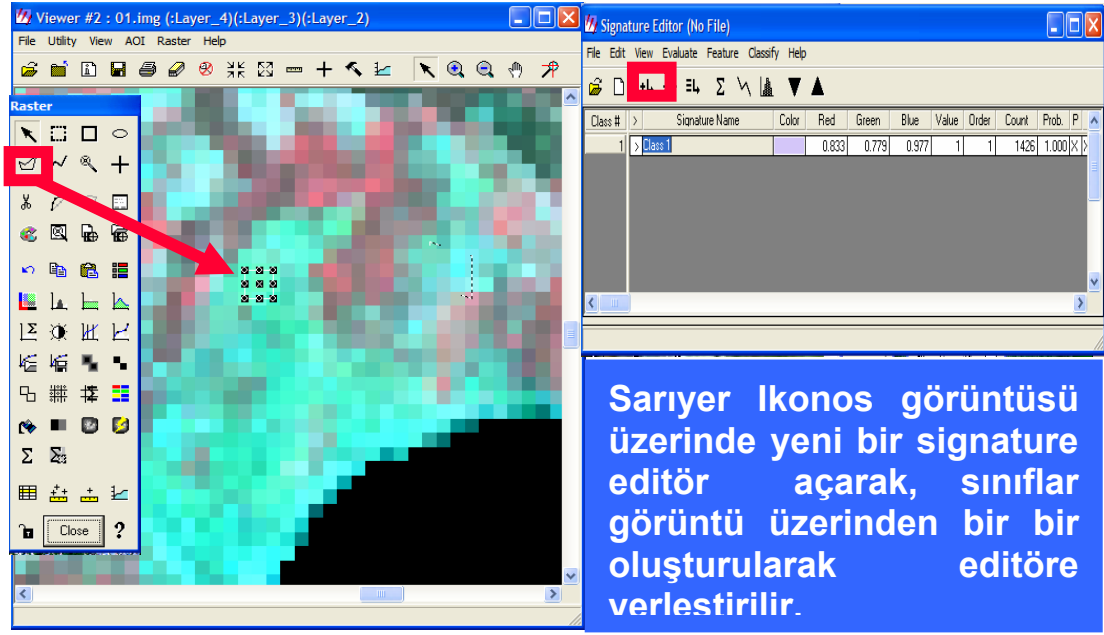 Viewer #2 : 01.img (:Layer_4)(:Layer_3)(:Layer_2)
File Utility View AOI Raster Help
Raster
Close
Signature Editor (No File)
File Edit View Evaluate Feature Classify Help
Class # > Signature Name Color Red Green Blue Value Order Count Prob. P
1 > Class 1 0.833 0.779 0.977 1 1 1426 1.000 X
Sarıyer Ikonos görüntüsü
üzerinde yeni bir signature
editör açarak, sınıflar
görüntü üzerinden bir bir
oluşturularak editöre
yerleştirilir.